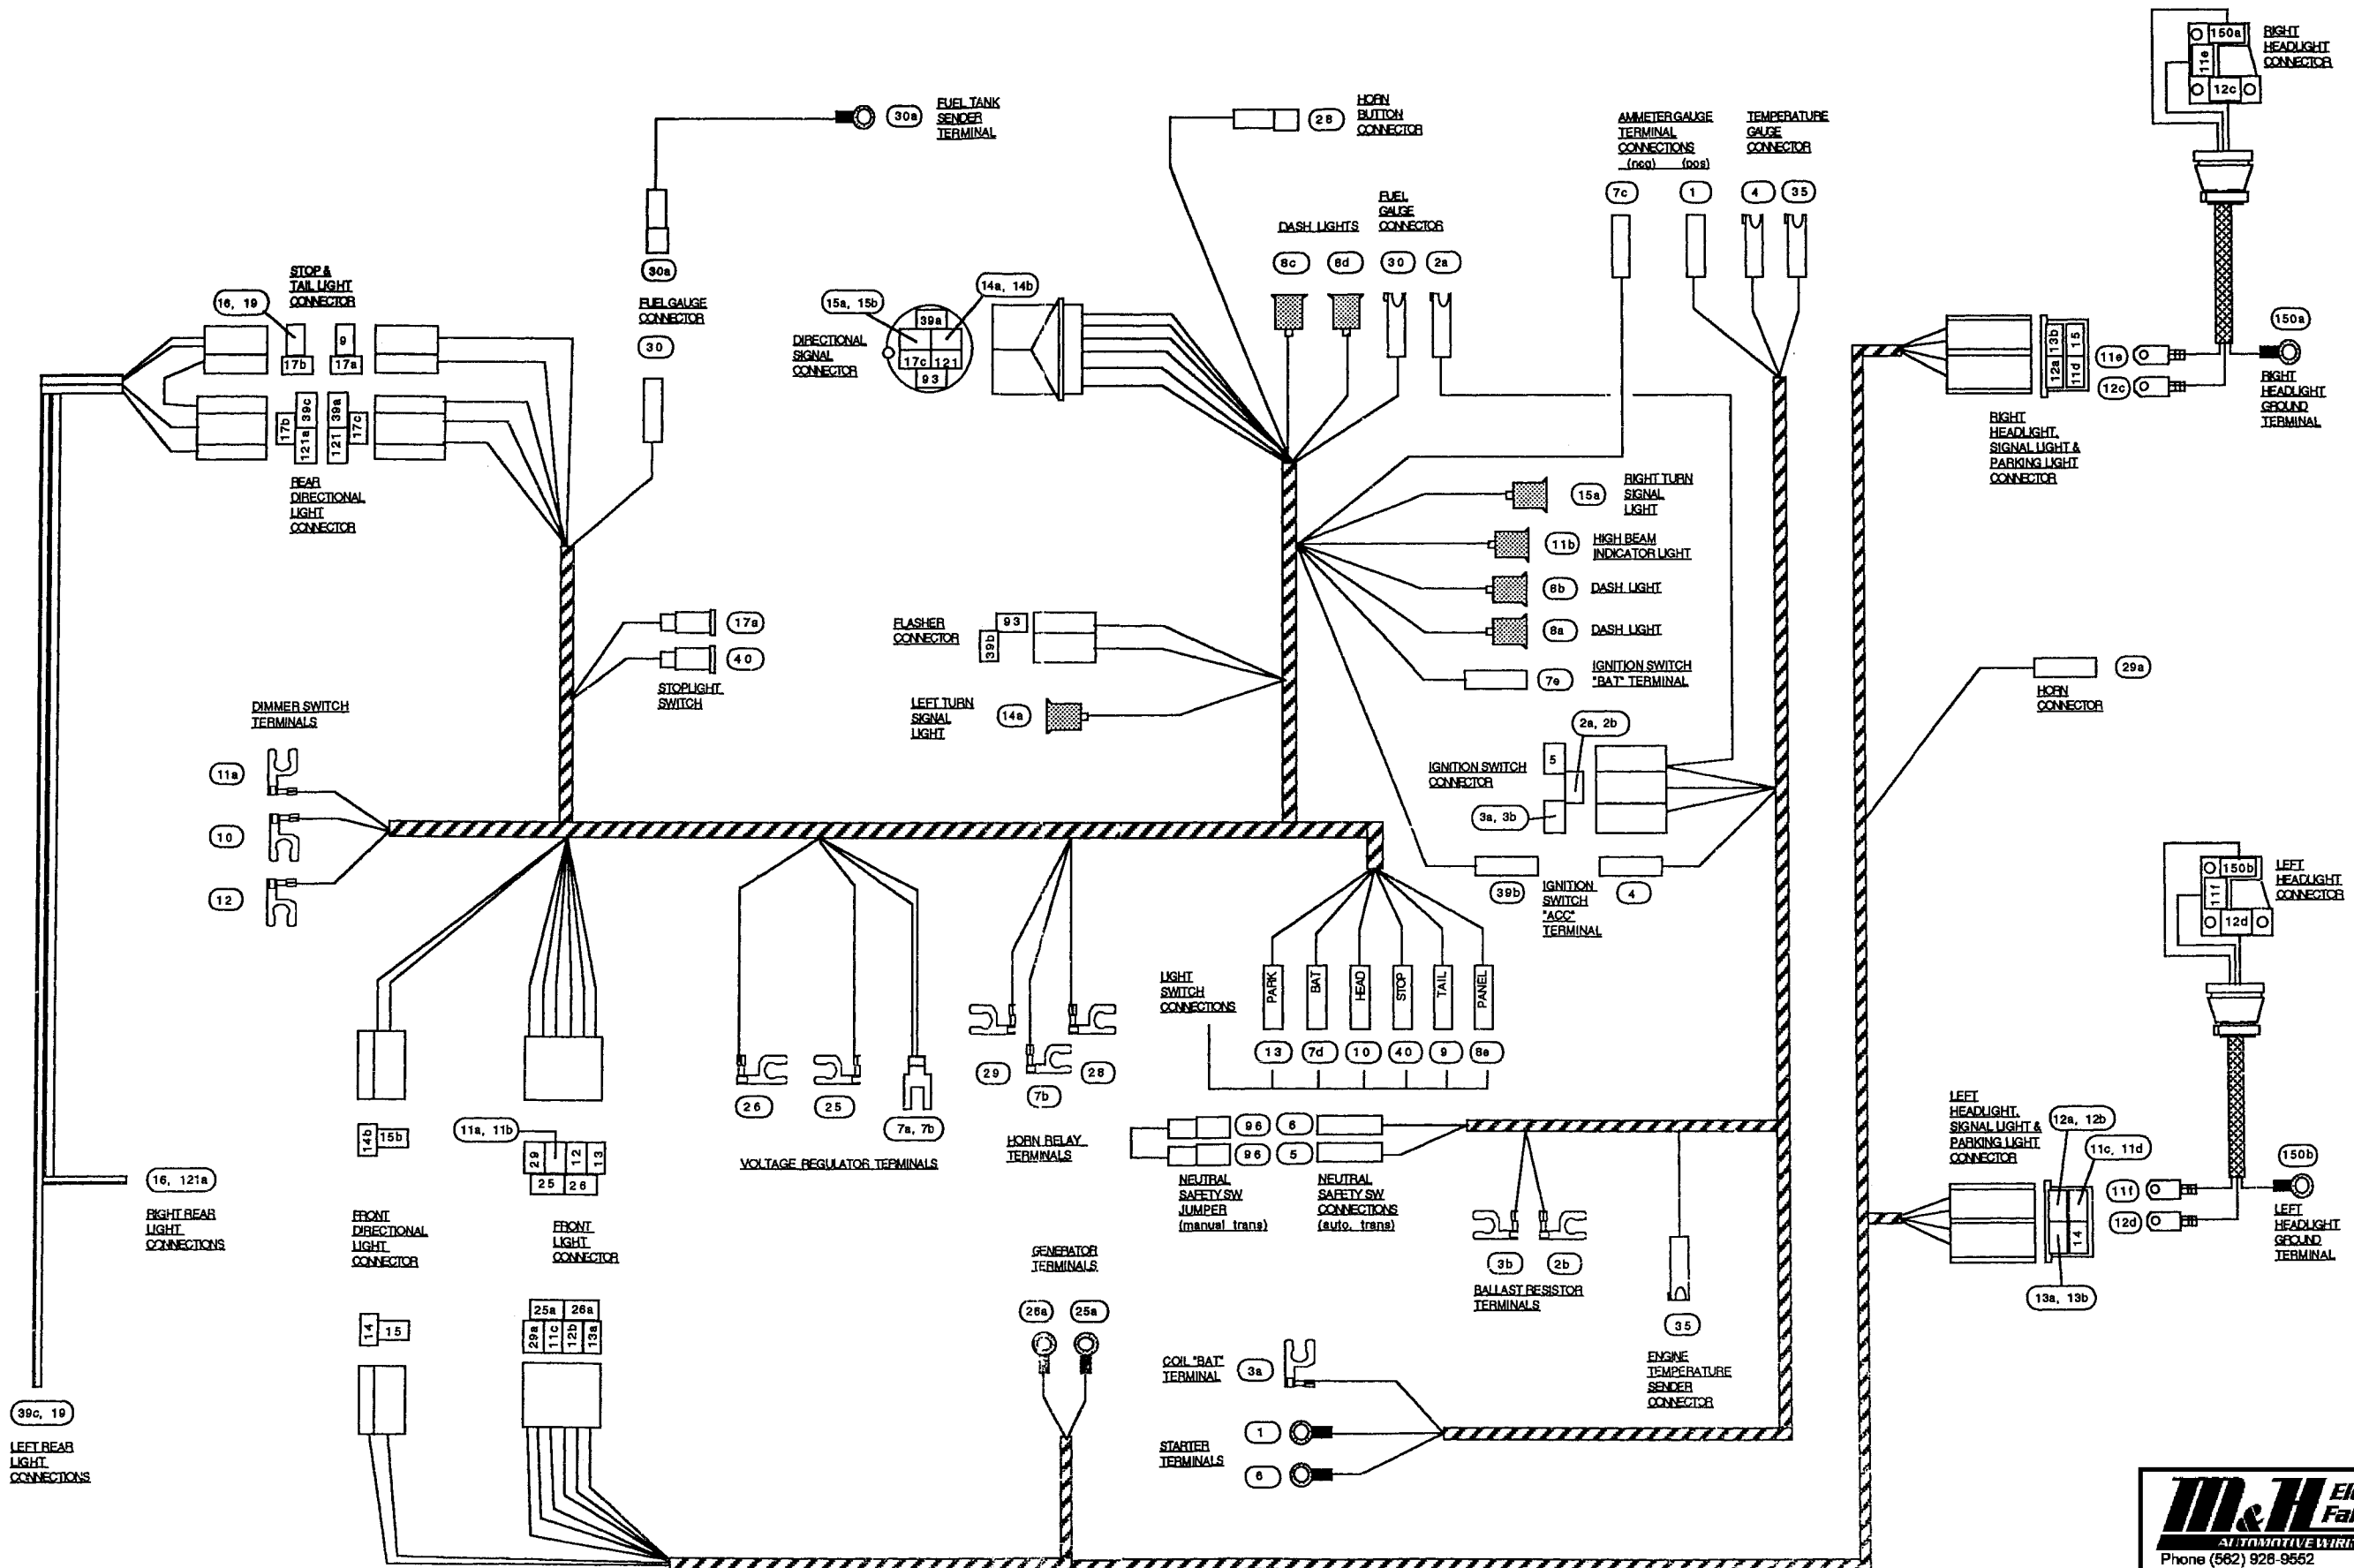 150a
11e
12c
RIGHT
HEADLIGHT
CONNECTOR
30a
FUEL TANK
SENDER
TERMINAL
28
HORN
BUTTON
CONNECTOR
AMMETER GAUGE
TERMINAL
CONNECTIONS
(neg) (pos)
TEMPERATURE
GAUGE
CONNECTOR
7c
1
4
35
DASH LIGHTS
FUEL
GAUGE
CONNECTOR
8c
8d
30
2a
30a
FUEL GAUGE
CONNECTOR
30
STOP &
TAIL LIGHT
CONNECTOR
16, 19
17b
9
17a
17b
39c
121a
39a
121
17c
REAR
DIRECTIONAL
LIGHT
CONNECTOR
15a, 15b
14a, 14b
39a
17c
121
93
DIRECTIONAL
SIGNAL
CONNECTOR
13b
15
12a
11d
11e
12c
150a
RIGHT
HEADLIGHT
GROUND
TERMINAL
RIGHT
HEADLIGHT,
SIGNAL LIGHT &
PARKING LIGHT
CONNECTOR
15a
RIGHT TURN
SIGNAL
LIGHT
11b
HIGH BEAM
INDICATOR LIGHT
8b
DASH LIGHT
8a
DASH LIGHT
7e
IGNITION SWITCH
"BAT" TERMINAL
17a
40
STOPLIGHT
SWITCH
FLASHER
CONNECTOR
93
39b
LEFT TURN
SIGNAL
LIGHT
14a
29a
HORN
CONNECTOR
DIMMER SWITCH
TERMINALS
11a
10
12
2a, 2b
5
IGNITION SWITCH
CONNECTOR
3a, 3b
39b
IGNITION
SWITCH
"ACC"
TERMINAL
4
150b
11f
12d
LEFT
HEADLIGHT
CONNECTOR
LIGHT
SWITCH
CONNECTIONS
PARK
BAT
HEAD
STOP
TAIL
PANEL
13
7d
10
40
9
8e
26
25
7a, 7b
VOLTAGE REGULATOR TERMINALS
29
7b
28
HORN RELAY
TERMINALS
96
6
96
5
NEUTRAL
SAFETY SW
JUMPER
(manual trans)
NEUTRAL
SAFETY SW
CONNECTIONS
(auto. trans)
14b
15b
11a, 11b
29
12
13
25
26
16, 121a
RIGHT REAR
LIGHT
CONNECTIONS
FRONT
DIRECTIONAL
LIGHT
CONNECTOR
FRONT
LIGHT
CONNECTOR
LEFT
HEADLIGHT,
SIGNAL LIGHT &
PARKING LIGHT
CONNECTOR
12a, 12b
11c, 11d
14
13a, 13b
11f
12d
150b
LEFT
HEADLIGHT
GROUND
TERMINAL
3b
2b
BALLAST RESISTOR
TERMINALS
35
ENGINE
TEMPERATURE
SENDER
CONNECTOR
GENERATOR
TERMINALS
26a
25a
14
15
25a
26a
29a
11c
12b
13a
COIL "BAT"
TERMINAL
3a
1
STARTER
TERMINALS
6
39c, 19
LEFT REAR
LIGHT
CONNECTIONS
M&H
Phone (562) 926-9552